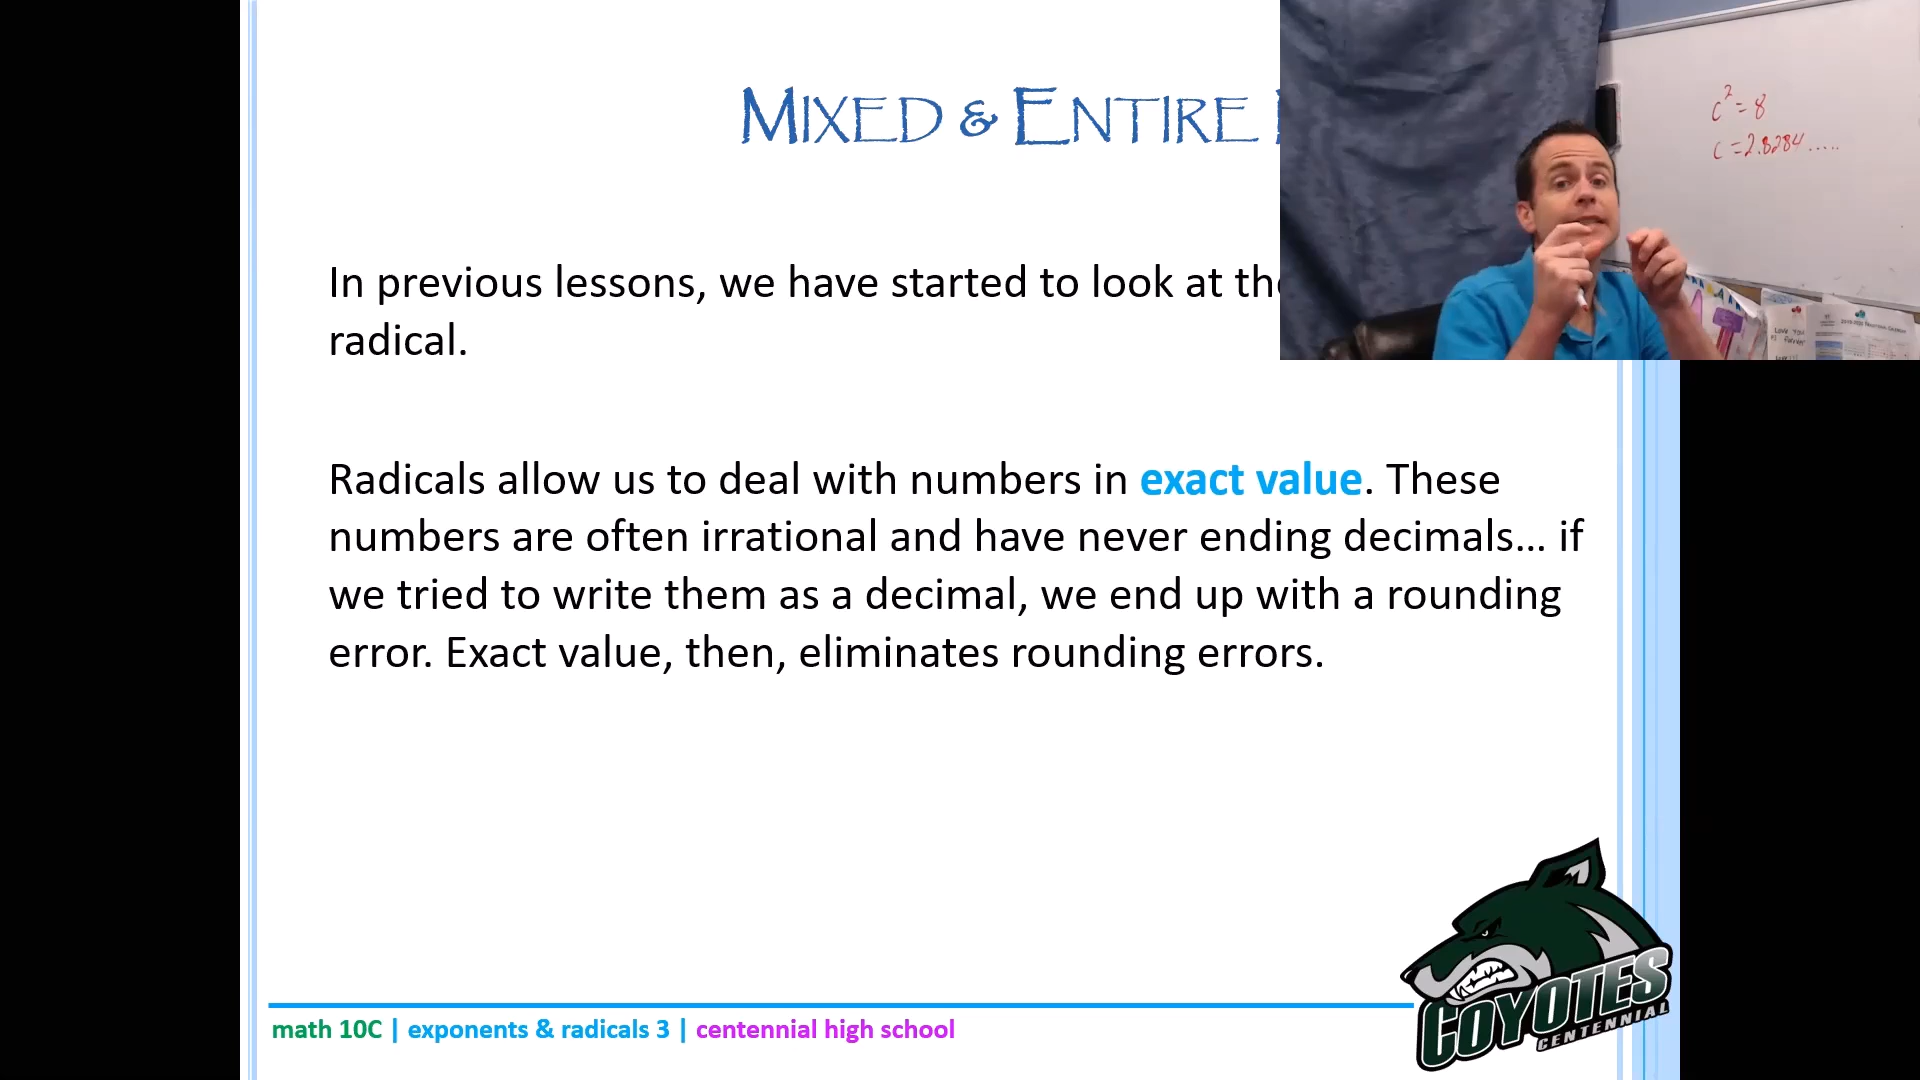 MIXED & ENTIRE
c² = 8
c = 2.8284.....
In previous lessons, we have started to look at the
radical.
Radicals allow us to deal with numbers in exact value. These
numbers are often irrational and have never ending decimals... if
we tried to write them as a decimal, we end up with a rounding
error. Exact value, then, eliminates rounding errors.
COYOTES
CENTENNIAL
math 10C | exponents & radicals 3 | centennial high school